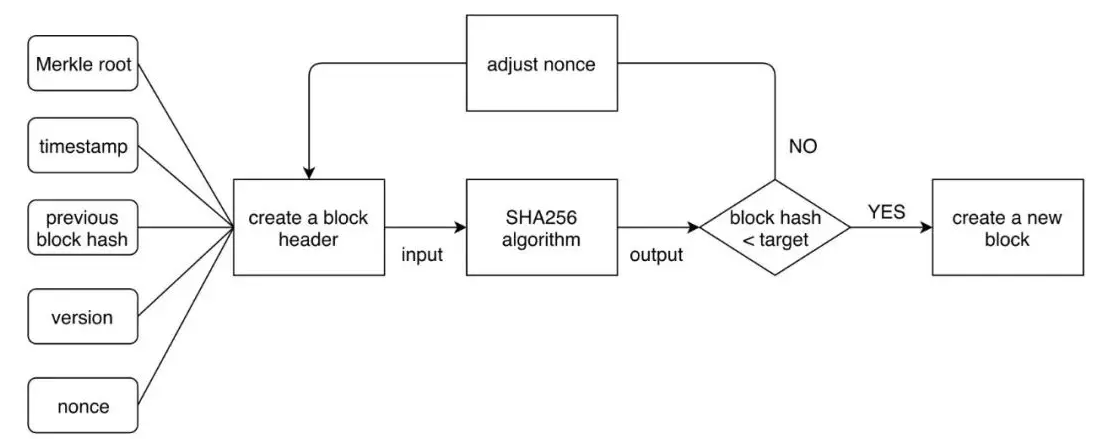 Merkle root
timestamp
previous
block hash
version
nonce
create a block
header
input
adjust nonce
SHA256
algorithm
output
block hash
< target
NO
YES
create a new
block